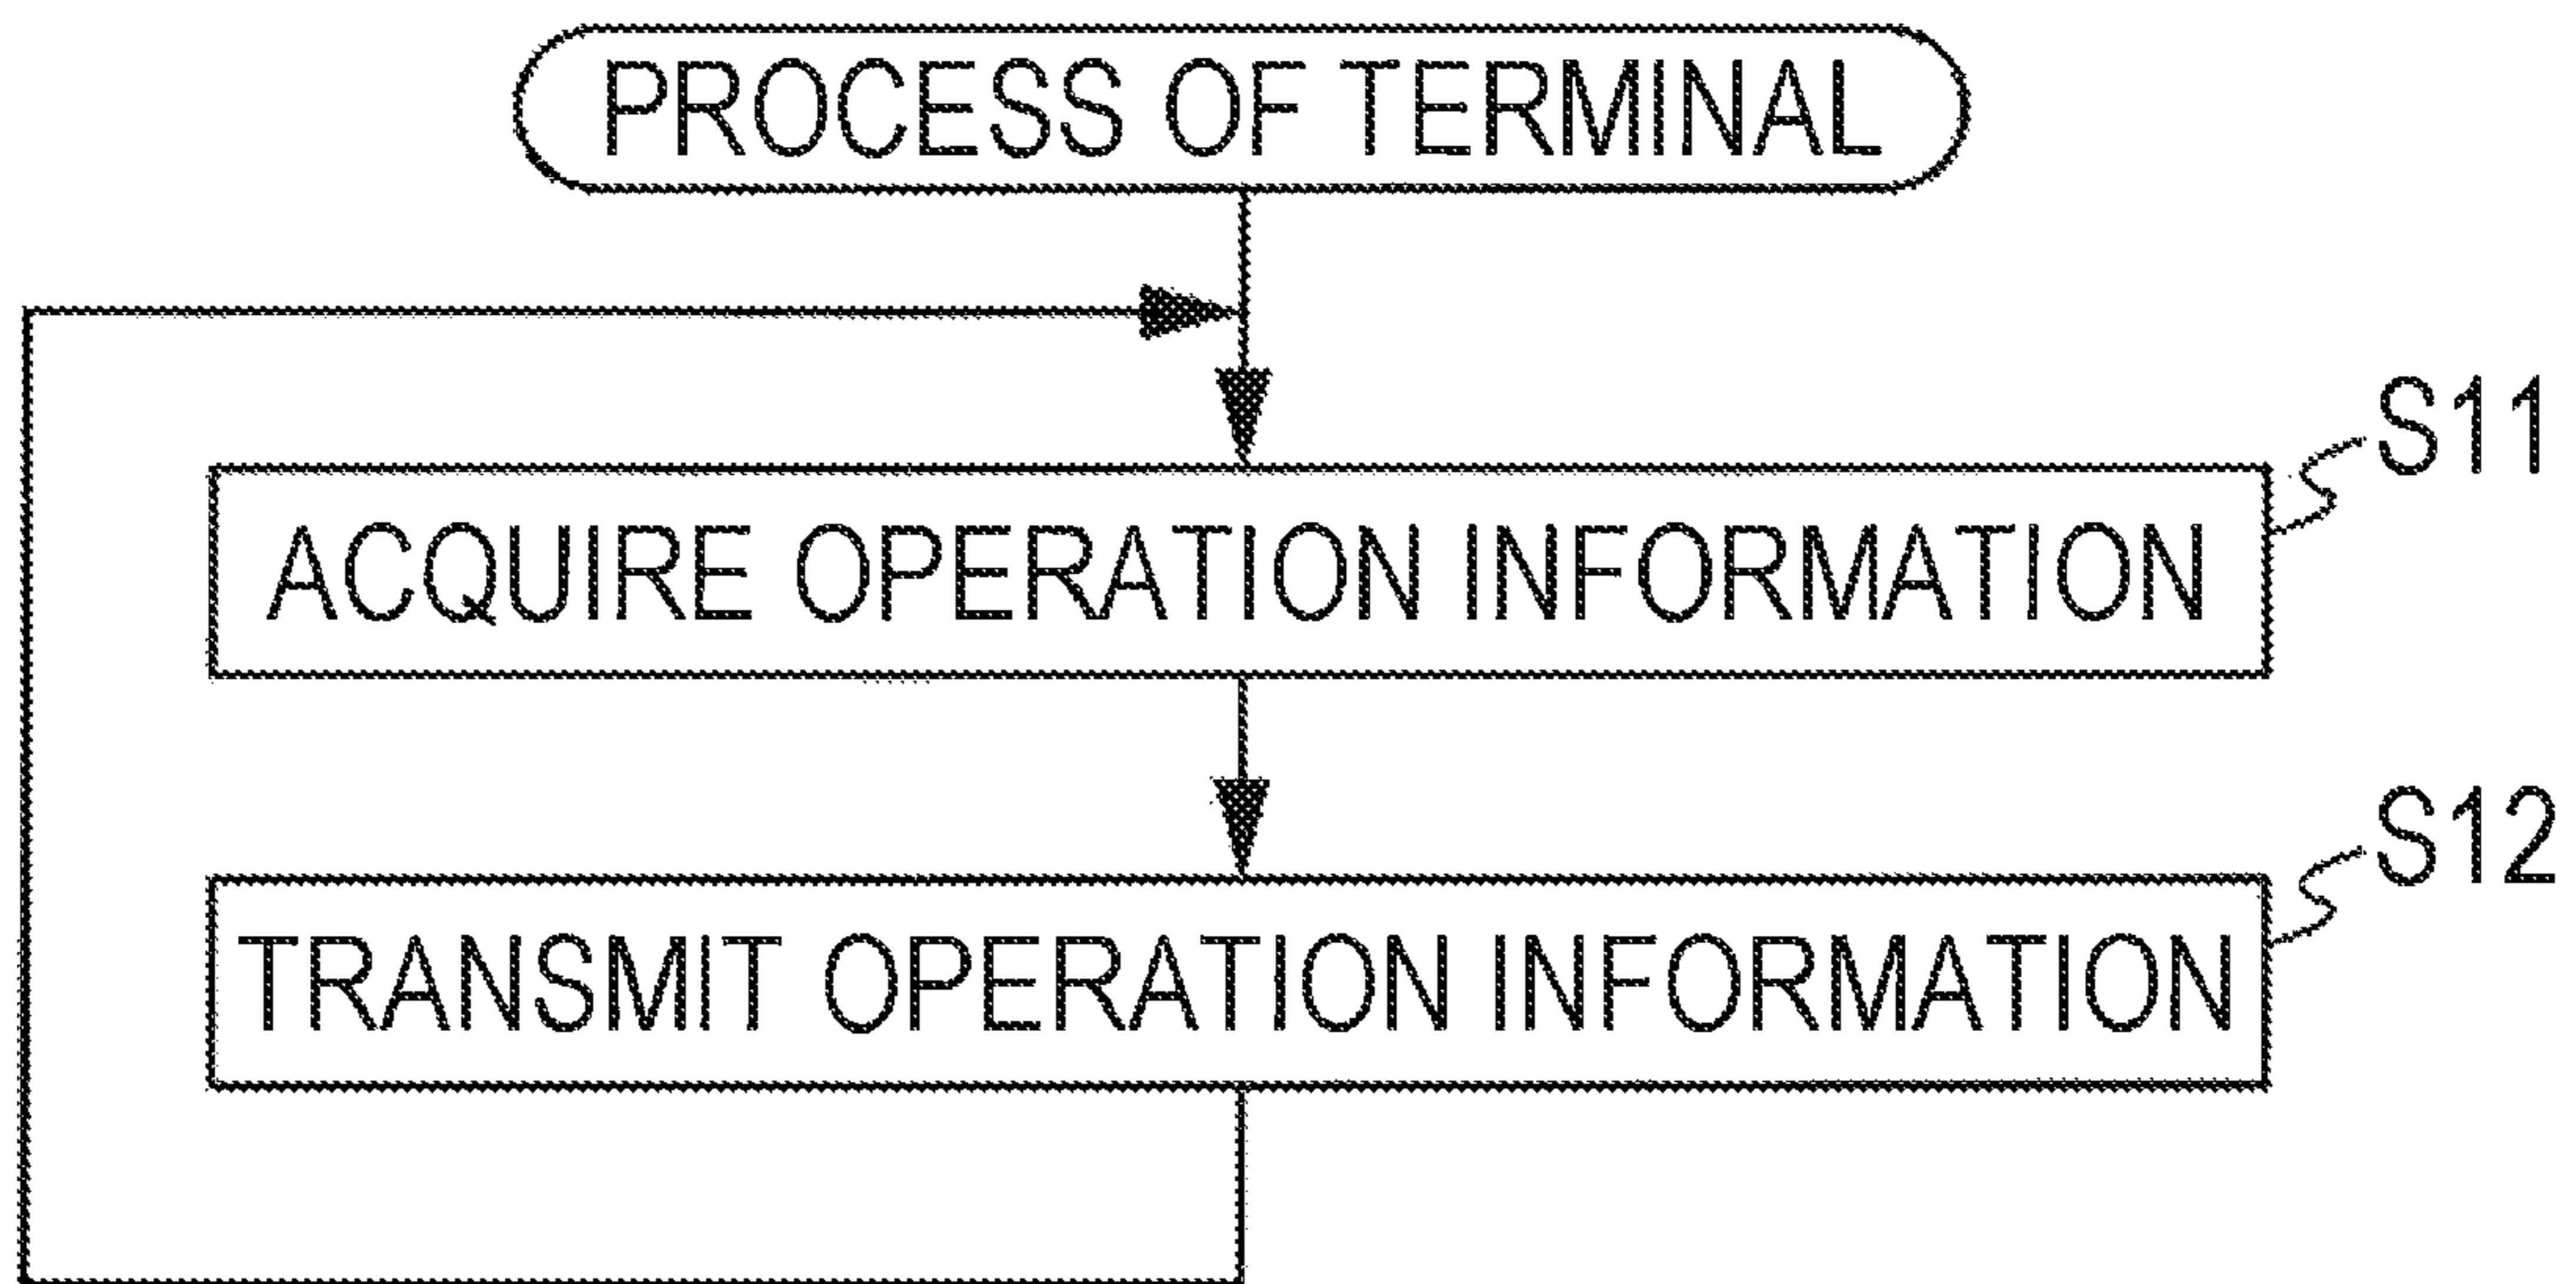 PROCESS OF TERMINAL
S11
ACQUIRE OPERATION INFORMATION
S12
TRANSMIT OPERATION INFORMATION